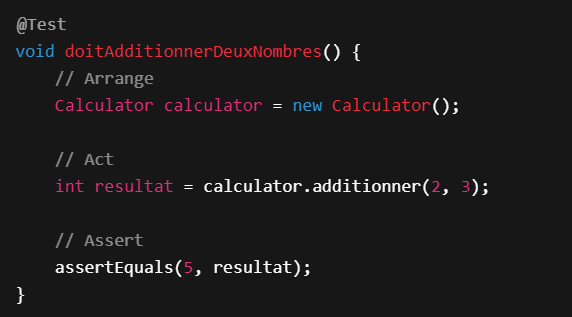 @Test
void doitAdditionnerDeuxNombres() {
    // Arrange
    Calculator calculator = new Calculator();

    // Act
    int resultat = calculator.additionner(2, 3);

    // Assert
    assertEquals(5, resultat);
}